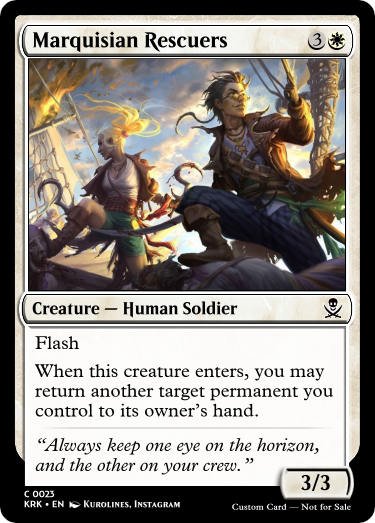 Marquisian Rescuers 3
Creature — Human Soldier
Flash
When this creature enters, you may
return another target permanent you
control to its owner's hand.
“Always keep one eye on the horizon,
and the other on your crew.”
3/3
C 0023
KRK • EN Kurolines, Instagram
Custom Card — Not for Sale